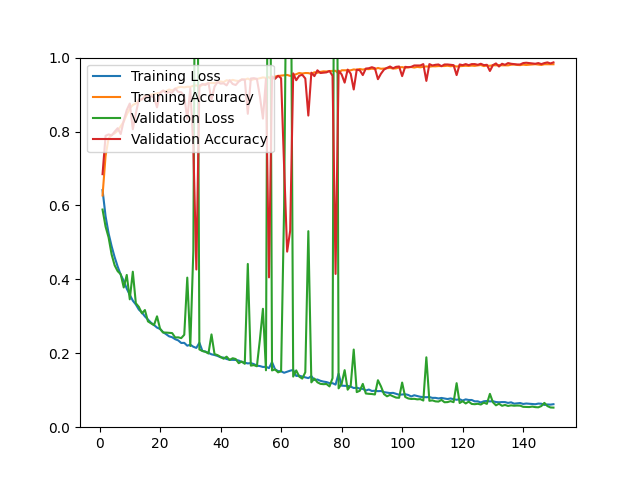 1.0
0.8
0.6
0.4
0.2
0.0
Training Loss
Training Accuracy
Validation Loss
Validation Accuracy
0 20 40 60 80 100 120 140